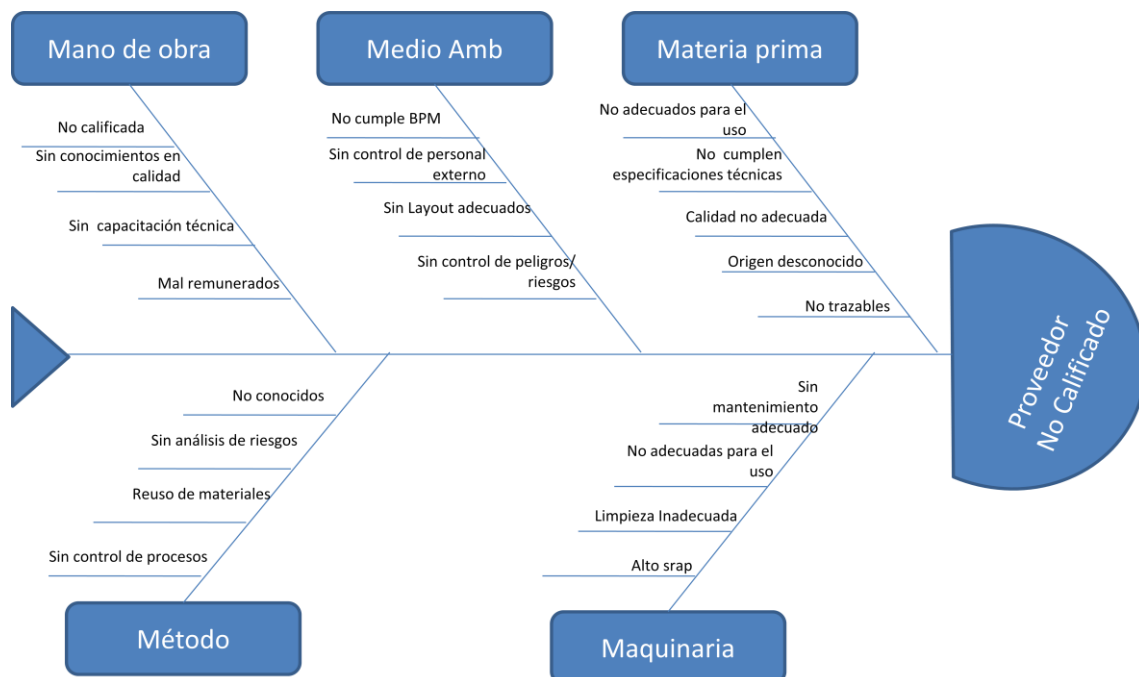 Mano de obra
Medio Amb
Materia prima
No calificada
Sin conocimientos en
calidad
Sin capacitación técnica
Mal remunerados
No cumple BPM
Sin control de personal
externo
Sin Layout adecuados
Sin control de peligros/
riesgos
No adecuados para el
uso
No cumplen
especificaciones técnicas
Calidad no adecuada
Origen desconocido
No trazables
Proveedor
No Calificado
No conocidos
Sin análisis de riesgos
Reuso de materiales
Sin control de procesos
Sin
mantenimiento
adecuado
No adecuadas para el
uso
Limpieza Inadecuada
Alto srap
Método
Maquinaria